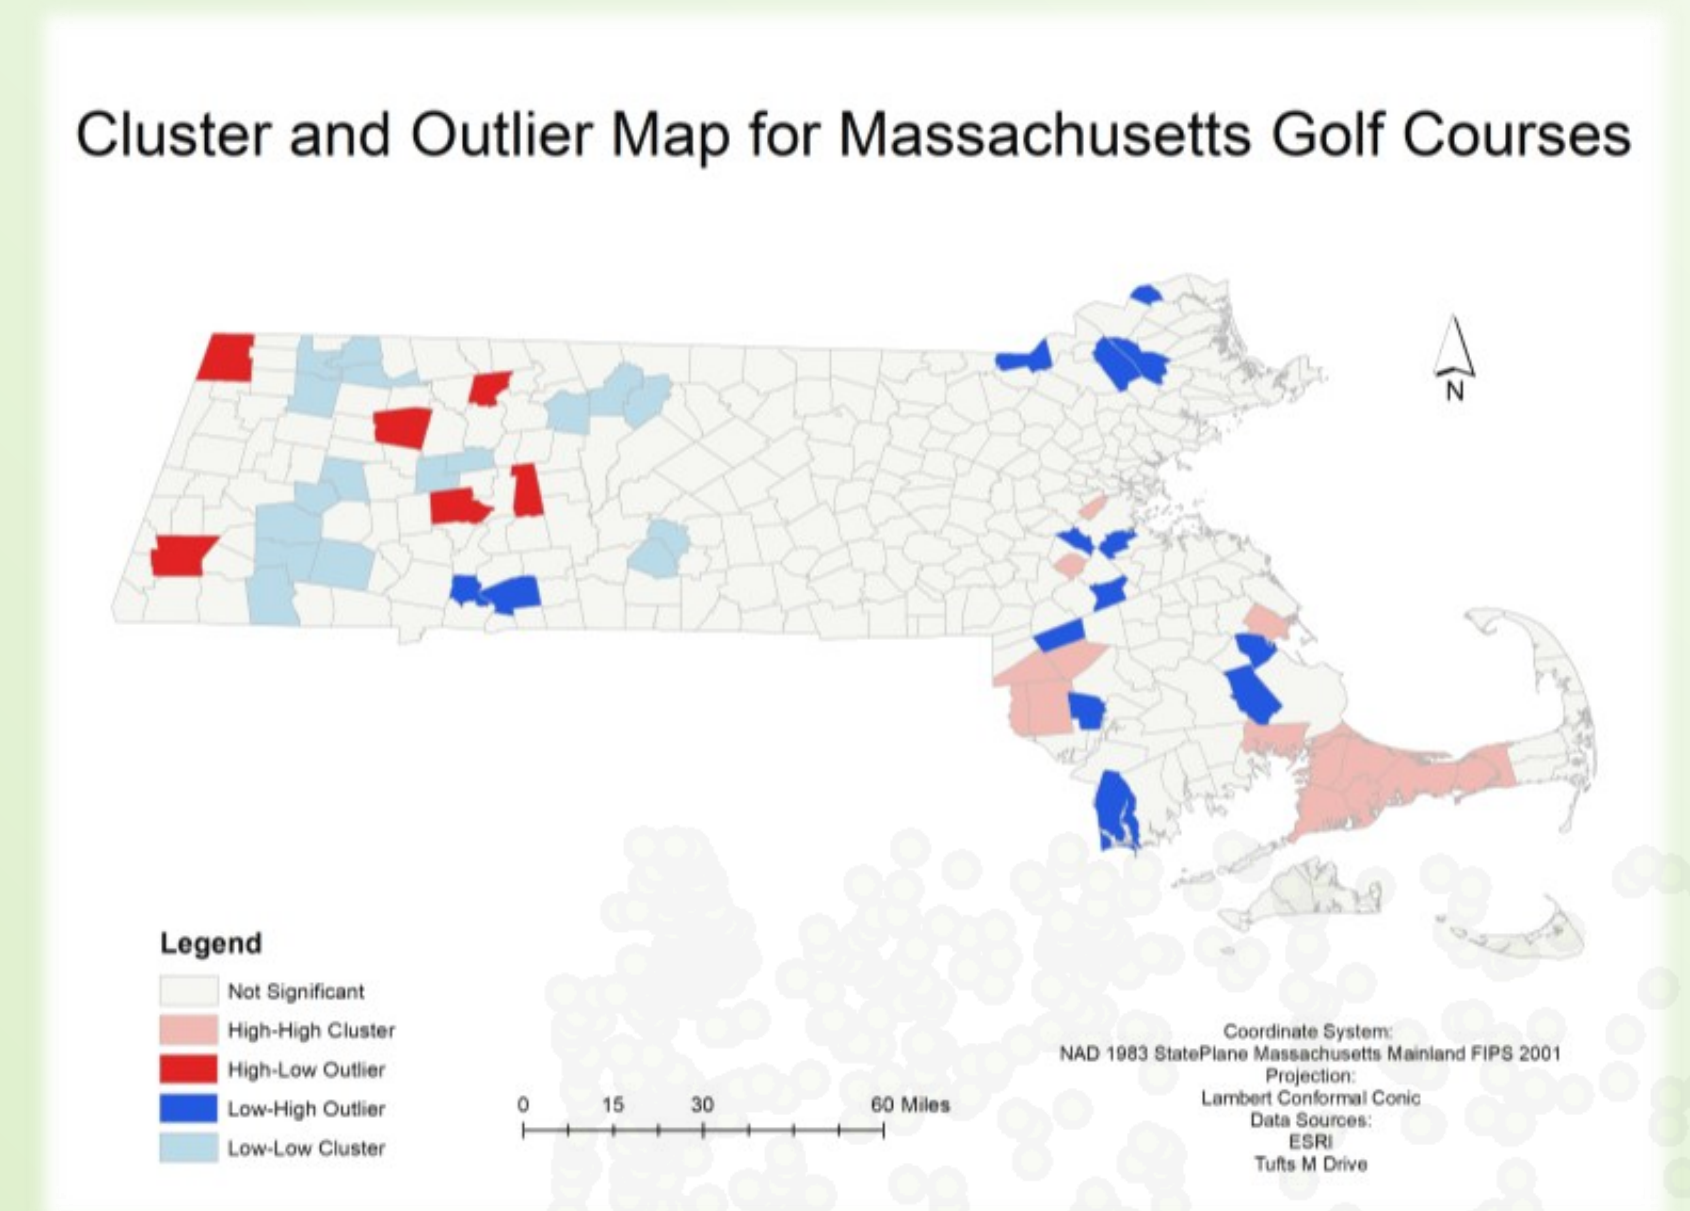 Cluster and Outlier Map for Massachusetts Golf Courses
N
Legend
Not Significant
High-High Cluster
High-Low Outlier
Low-High Outlier
Low-Low Cluster
0 15 30 60 Miles
Coordinate System:
NAD 1983 StatePlane Massachusetts Mainland FIPS 2001
Projection:
Lambert Conformal Conic
Data Sources:
ESRI
Tufts M Drive